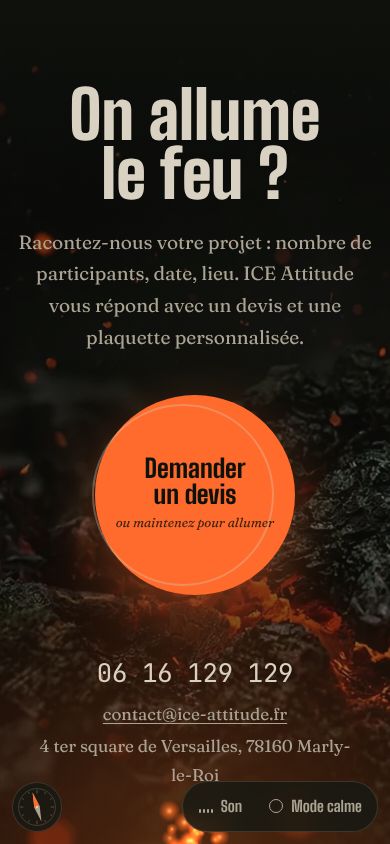 On allume
le feu ?
Racontez-nous votre projet : nombre de
participants, date, lieu. ICE Attitude
vous répond avec un devis et une
plaquette personnalisée.
Demander
un devis
ou maintenez pour allumer
06 16 129 129
contact@ice-attitude.fr
4 ter square de Versailles, 78160 Marly-
le-Roi
Son
Mode calme